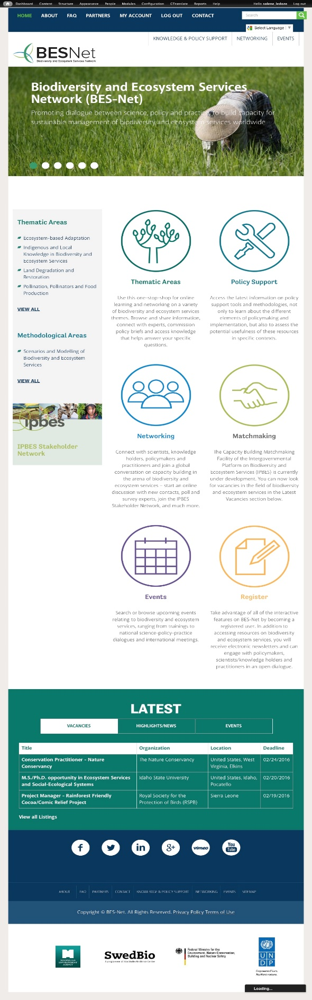 Dashboard Content Structure Appearance People Modules Configuration GTranslate Reports Help Hello solene_ledoze Log out
HOME ABOUT FAQ PARTNERS MY ACCOUNT LOG OUT CONTACT
Search
Select Language ▼
KNOWLEDGE & POLICY SUPPORT NETWORKING EVENTS
BESNet
Biodiversity and Ecosystem Services Network
Biodiversity and Ecosystem Services
Network (BES-Net)
Promoting dialogue between science, policy and practice, to build capacity for
sustainable management of biodiversity and ecosystem services worldwide
Thematic Areas
Ecosystem-based Adaptation
Indigenous and Local
Knowledge in Biodiversity and
Ecosystem Services
Land Degradation and
Restoration
Pollination, Pollinators and Food
Production
VIEW ALL
Methodological Areas
Scenarios and Modelling of
Biodiversity and Ecosystem
Services
VIEW ALL
ipbes
IPBES Stakeholder
Network
Thematic Areas
Use this one-stop-shop for online
learning and networking on a variety
of biodiversity and ecosystem services
themes. Browse and share information,
connect with experts, commission
policy briefs and access knowledge
that helps answer your specific
questions.
Policy Support
Access the latest information on policy
support tools and methodologies, not
only to learn about the different
elements of policymaking and
implementation, but also to assess the
potential usefulness of these resources
in specific contexts.
Networking
Connect with scientists, knowledge
holders, policymakers and
practitioners and join a global
conversation on capacity building in
the arena of biodiversity and
ecosystem services – start an online
discussion with new contacts, poll and
survey experts, join the IPBES
Stakeholder Network, and much more.
Matchmaking
The Capacity Building Matchmaking
Facility of the Intergovernmental
Platform on Biodiversity and
Ecosystem Services (IPBES) is currently
under development. You can now look
for vacancies in the field of biodiversity
and ecosystem services in the Latest
Vacancies section below.
Events
Search or browse upcoming events
relating to biodiversity and ecosystem
services, ranging from trainings to
national science-policy-practice
dialogues and international meetings.
Register
Take advantage of all of the interactive
features on BES-Net by becoming a
registered user. In addition to
accessing resources on biodiversity
and ecosystem services, you will
receive electronic newsletters and can
engage with policymakers,
scientists/knowledge holders and
practitioners in an open dialogue.
LATEST
VACANCIES HIGHLIGHTS/NEWS EVENTS
Title Organization Location Deadline
Conservation Practitioner - Nature
Conservancy
The Nature Conservancy
United States, West
Virginia, Elkins
02/24/2016
M.S./Ph.D. opportunity in Ecosystem Services
and Social-Ecological Systems
Idaho State University
United States, Idaho,
Pocatello
02/20/2016
Project Manager - Rainforest Friendly
Cocoa/Comic Relief Project
Royal Society for the
Protection of Birds (RSPB)
Sierra Leone
02/19/2016
View all Listings
f in g+ vimeo You
Tube
ABOUT FAQ PARTNERS CONTACT KNOWLEDGE & POLICY SUPPORT NETWORKING EVENTS SITEMAP
Copyright © BES-Net. All Rights Reserved. Privacy Policy Terms of Use
NORWEGIAN
ENVIRONMENT
AGENCY
SwedBio
A programme at Stockholm Resilience Centre
Federal Ministry for the
Environment, Nature Conservation,
Building and Nuclear Safety
U N
D P
Empowered lives.
Resilient nations.
Loading...